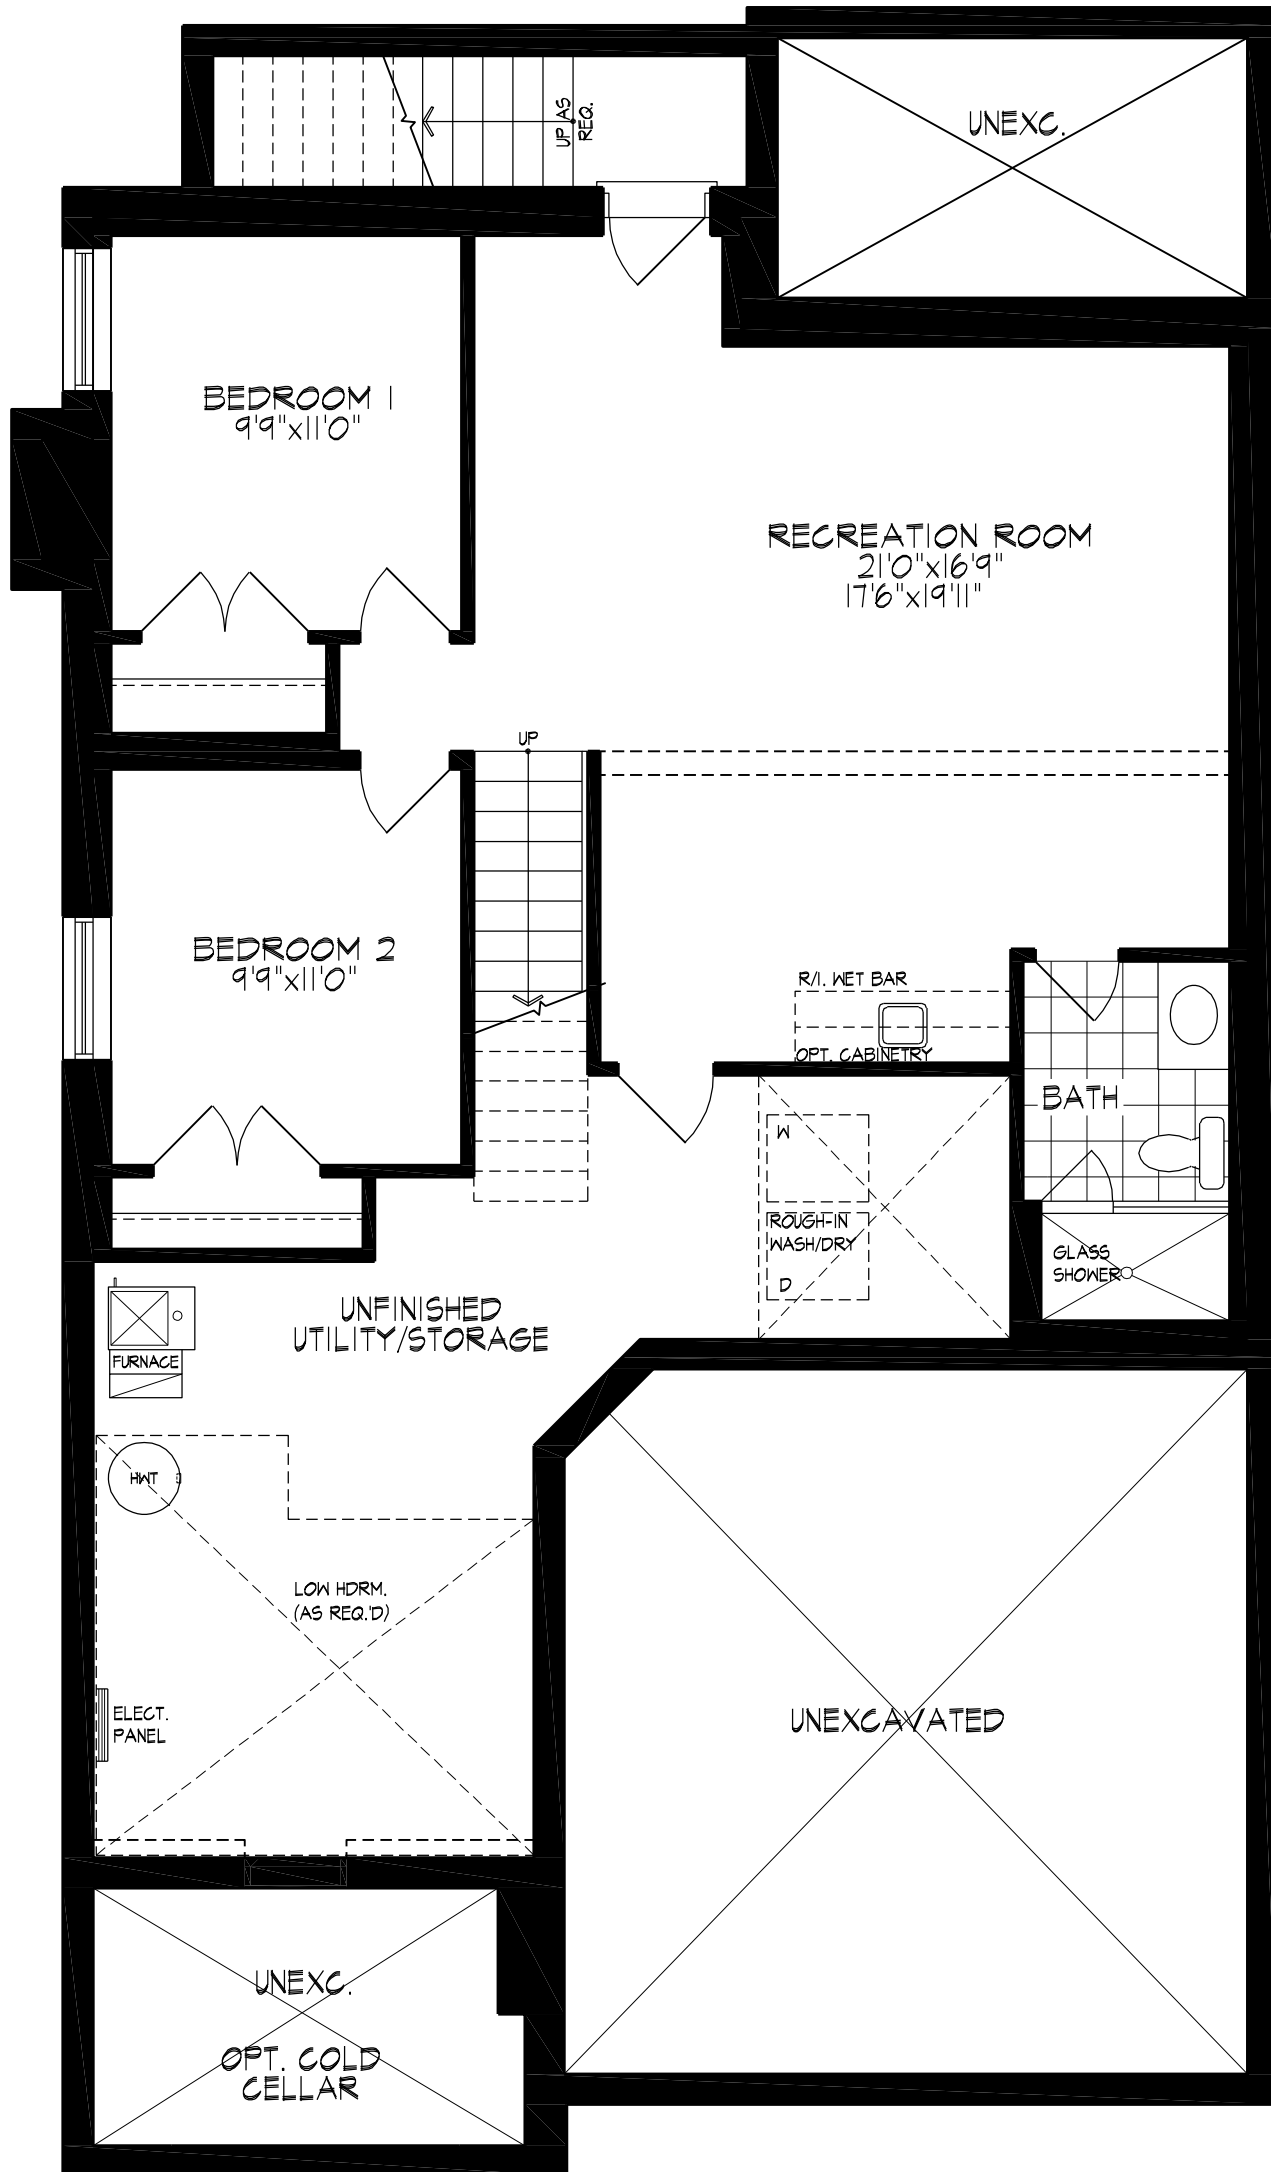 UP AS
REQ.
UNEXC.
BEDROOM 1
9'9"x11'0"
RECREATION ROOM
21'0"x16'9"
17'6"x19'11"
UP
BEDROOM 2
9'9"x11'0"
R/I. WET BAR
OPT. CABINETRY
BATH
W
ROUGH-IN
WASH/DRY
D
GLASS
SHOWER
UNFINISHED
UTILITY/STORAGE
FURNACE
HWT
LOW HDRM.
(AS REQ.'D)
ELECT.
PANEL
UNEXCAVATED
UNEXC.
OPT. COLD
CELLAR